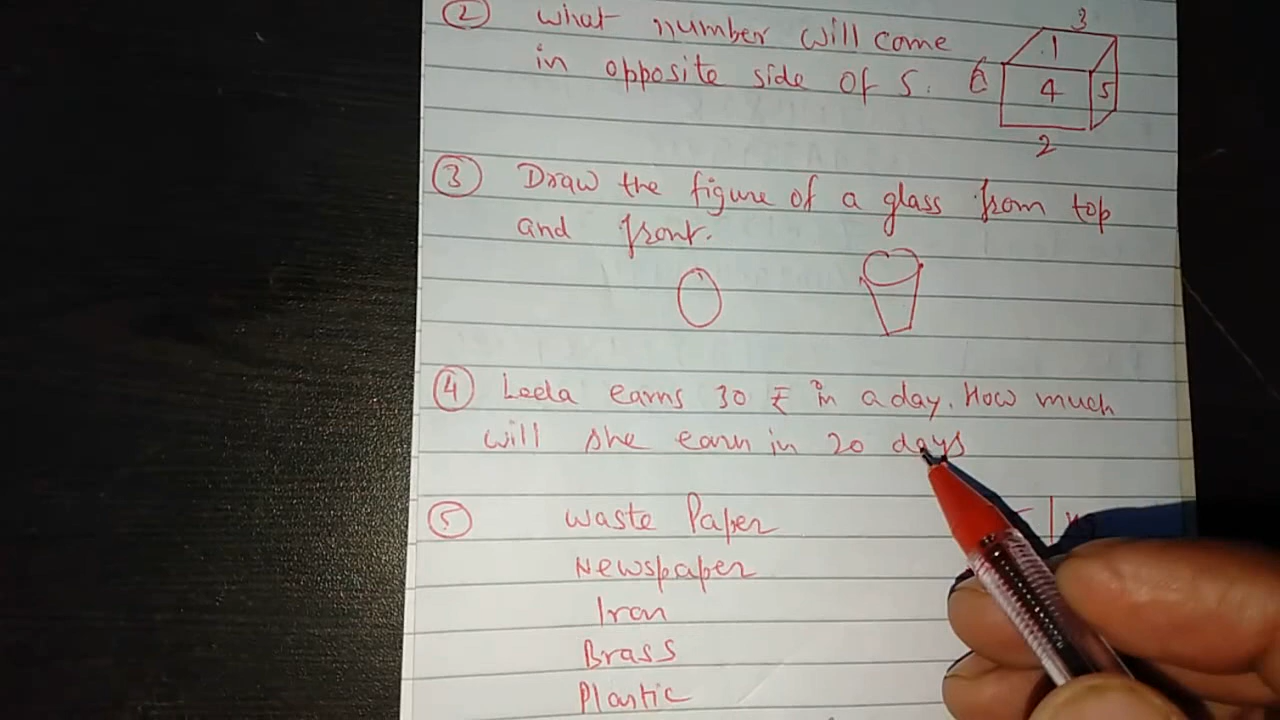 ② what number will come
in opposite side of 5.
3
1
6
4
5
2
③ Draw the figure of a glass from top
and front.
④ Leela earns 30 ₹ in a day. How much
will she earn in 20 days
⑤ Waste Paper
Newspaper
Iron
Brass
Plastic